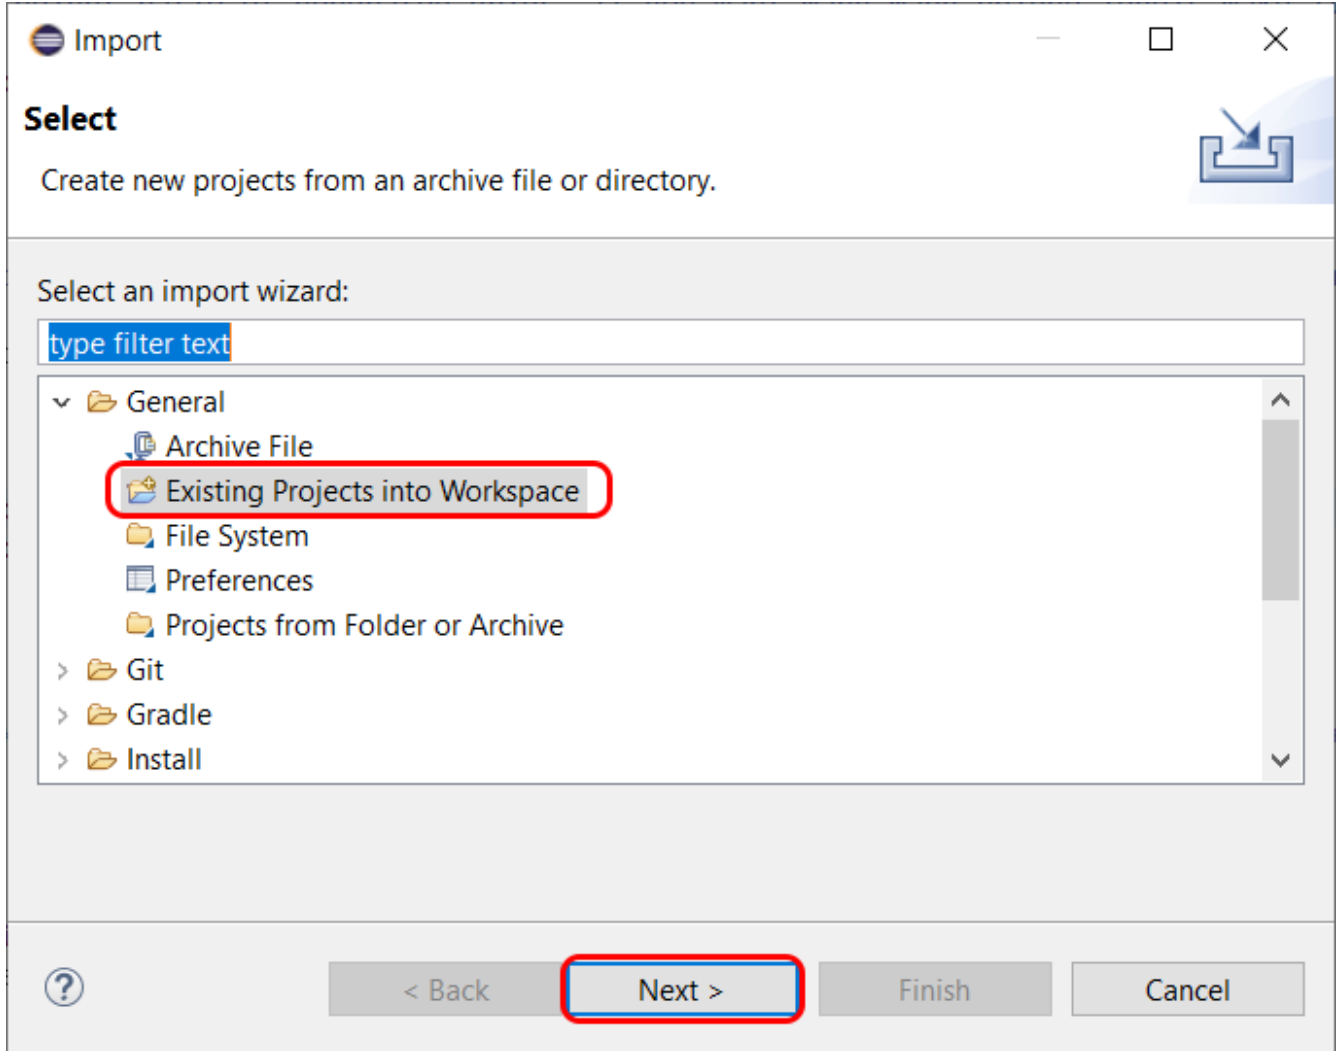 Import
Select
Create new projects from an archive file or directory.
Select an import wizard:
type filter text
General
Archive File
Existing Projects into Workspace
File System
Preferences
Projects from Folder or Archive
Git
Gradle
Install
?
< Back
Next >
Finish
Cancel